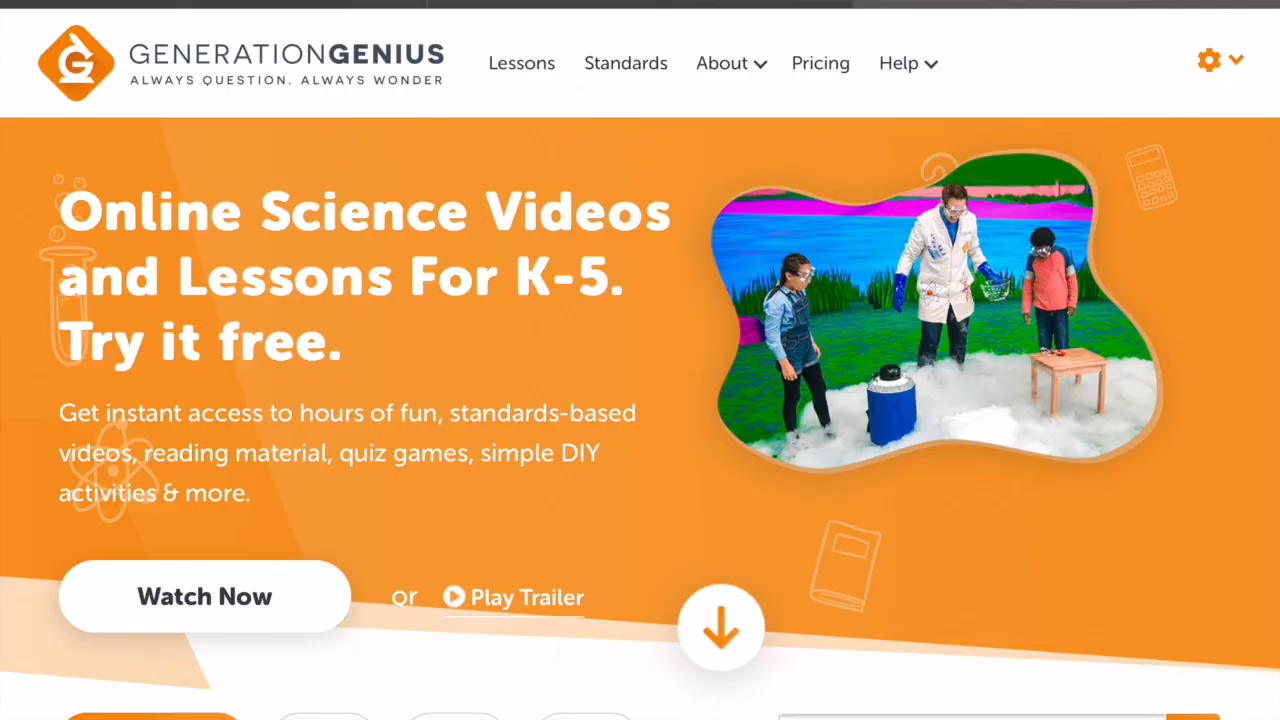 GENERATIONGENIUS
ALWAYS QUESTION. ALWAYS WONDER
Lessons Standards About Pricing Help
Online Science Videos
and Lessons For K-5.
Try it free.
Get instant access to hours of fun, standards-based
videos, reading material, quiz games, simple DIY
activities & more.
Watch Now or Play Trailer